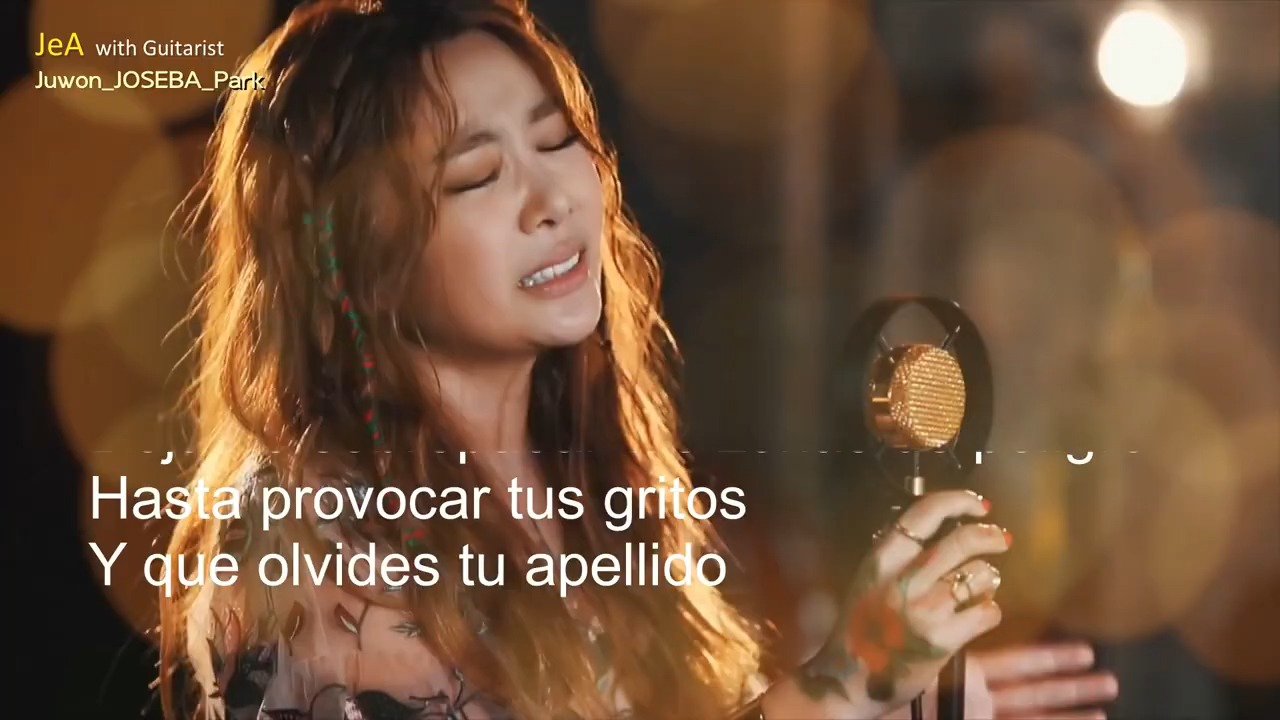 JeA with Guitarist
Juwon_JOSEBA_Park
Hasta provocar tus gritos
Y que olvides tu apellido